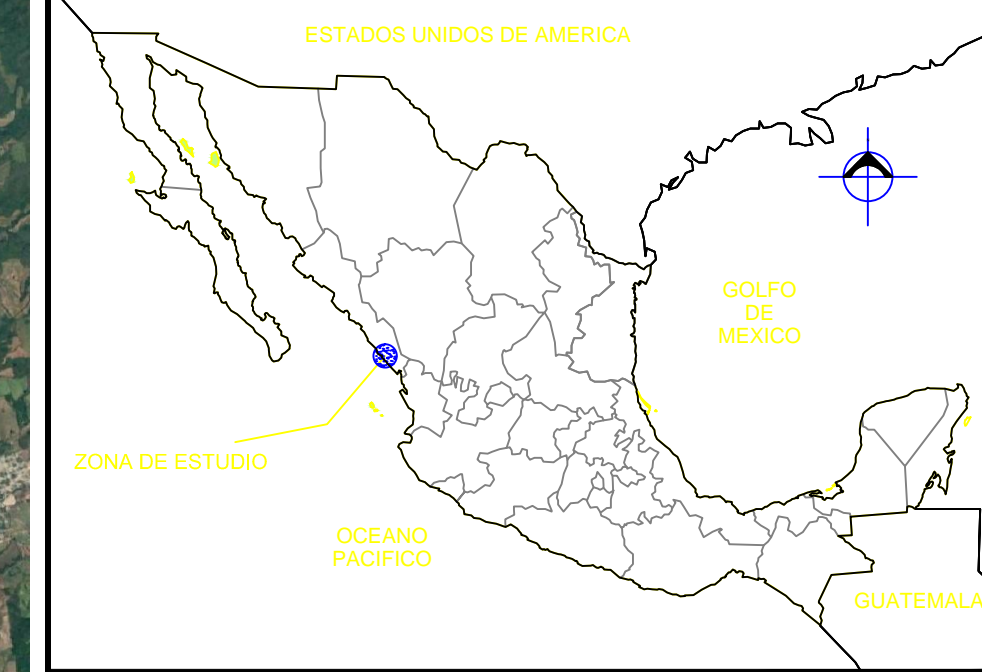 ESTADOS UNIDOS DE AMERICA
GOLFO
DE
MEXICO
ZONA DE ESTUDIO
OCEANO
PACIFICO
GUATEMALA